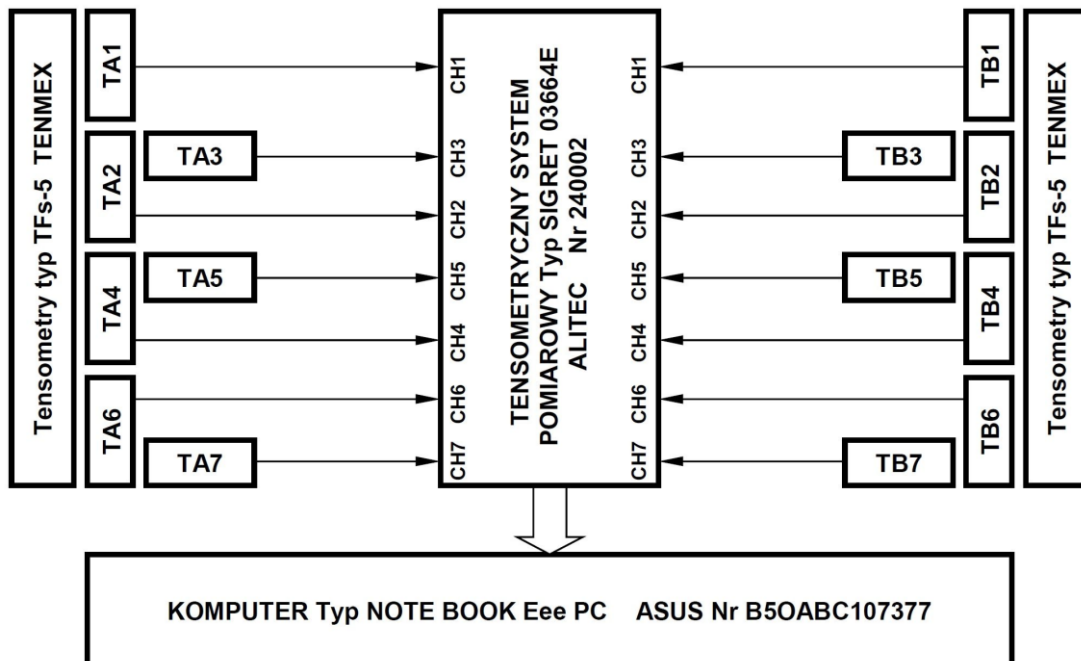 Tensometry typ TFs-5 TENMEX
TA1
TA2
TA3
TA4
TA5
TA6
TA7
CH1
CH3
CH2
CH5
CH4
CH6
CH7
TENSOMETRYCZNY SYSTEM
POMIAROWY Typ SIGRET 03664E
ALITEC Nr 240002
CH1
CH3
CH2
CH5
CH4
CH6
CH7
TB1
TB3
TB2
TB5
TB4
TB6
TB7
Tensometry typ TFs-5 TENMEX
KOMPUTER Typ NOTE BOOK Eee PC ASUS Nr B5OABC107377